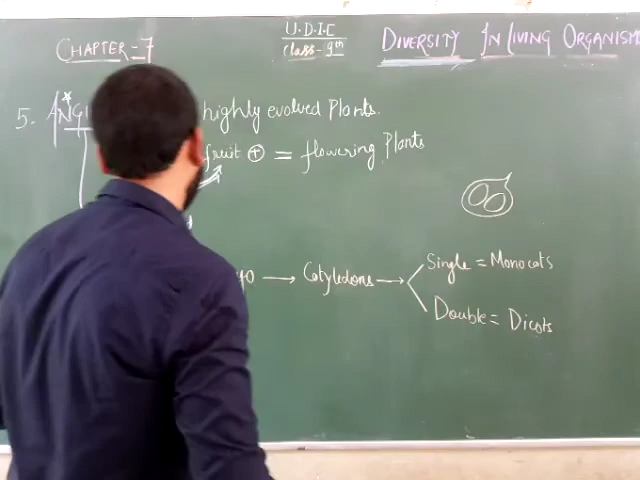 CHAPTER-7
U.D.I.C
Class-9th
DIVERSITY IN LIVING ORGANISM
5. highly evolved Plants.
fruit ⊕ = flowering Plants
Cotyledons → Single = Monocots
Double = Dicots